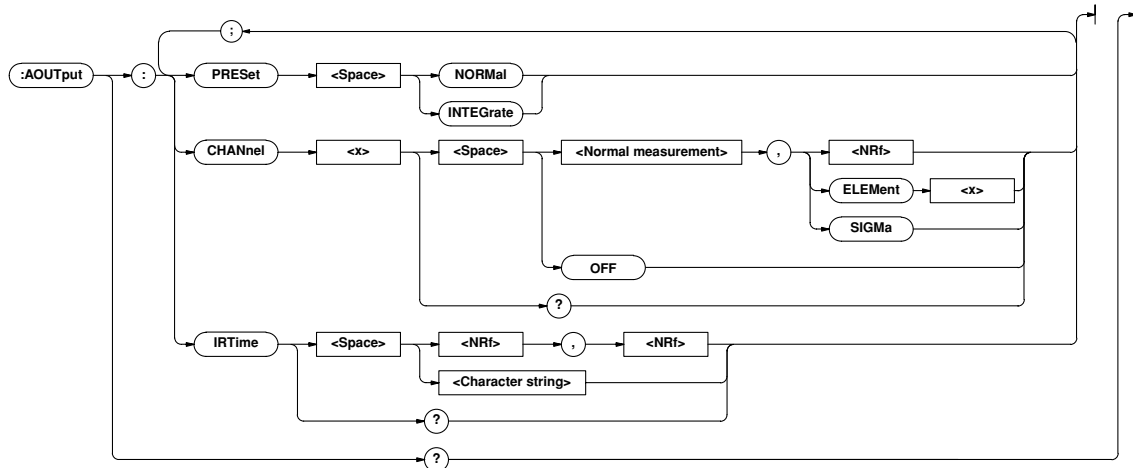 ;
:AOUTput : PRESet <Space> NORMal
INTEGrate
CHANnel <x> <Space> <Normal measurement> , <NRf>
ELEMent <x>
SIGMa
OFF
?
IRTime <Space> <NRf> , <NRf>
<Character string>
?
?